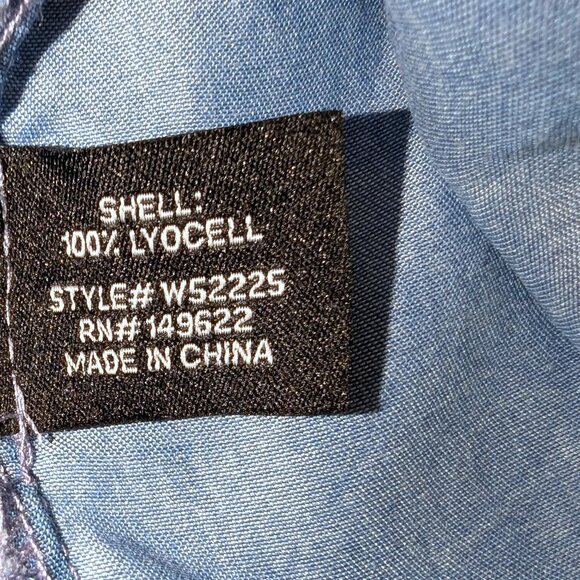 SHELL:
100% LYOCELL
STYLE# W52225
RN# 149622
MADE IN CHINA